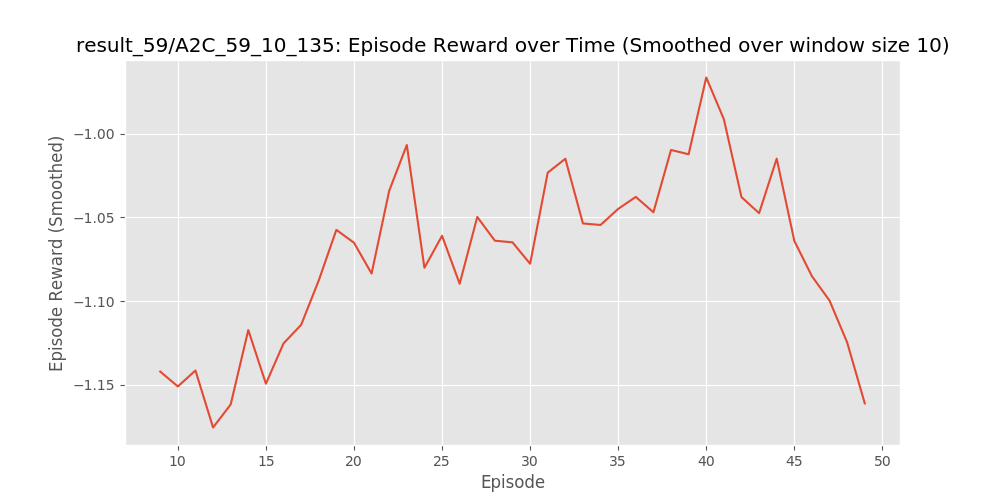 result_59/A2C_59_10_135: Episode Reward over Time (Smoothed over window size 10)
Episode Reward (Smoothed)
−1.00
−1.05
−1.10
−1.15
10 15 20 25 30 35 40 45 50
Episode